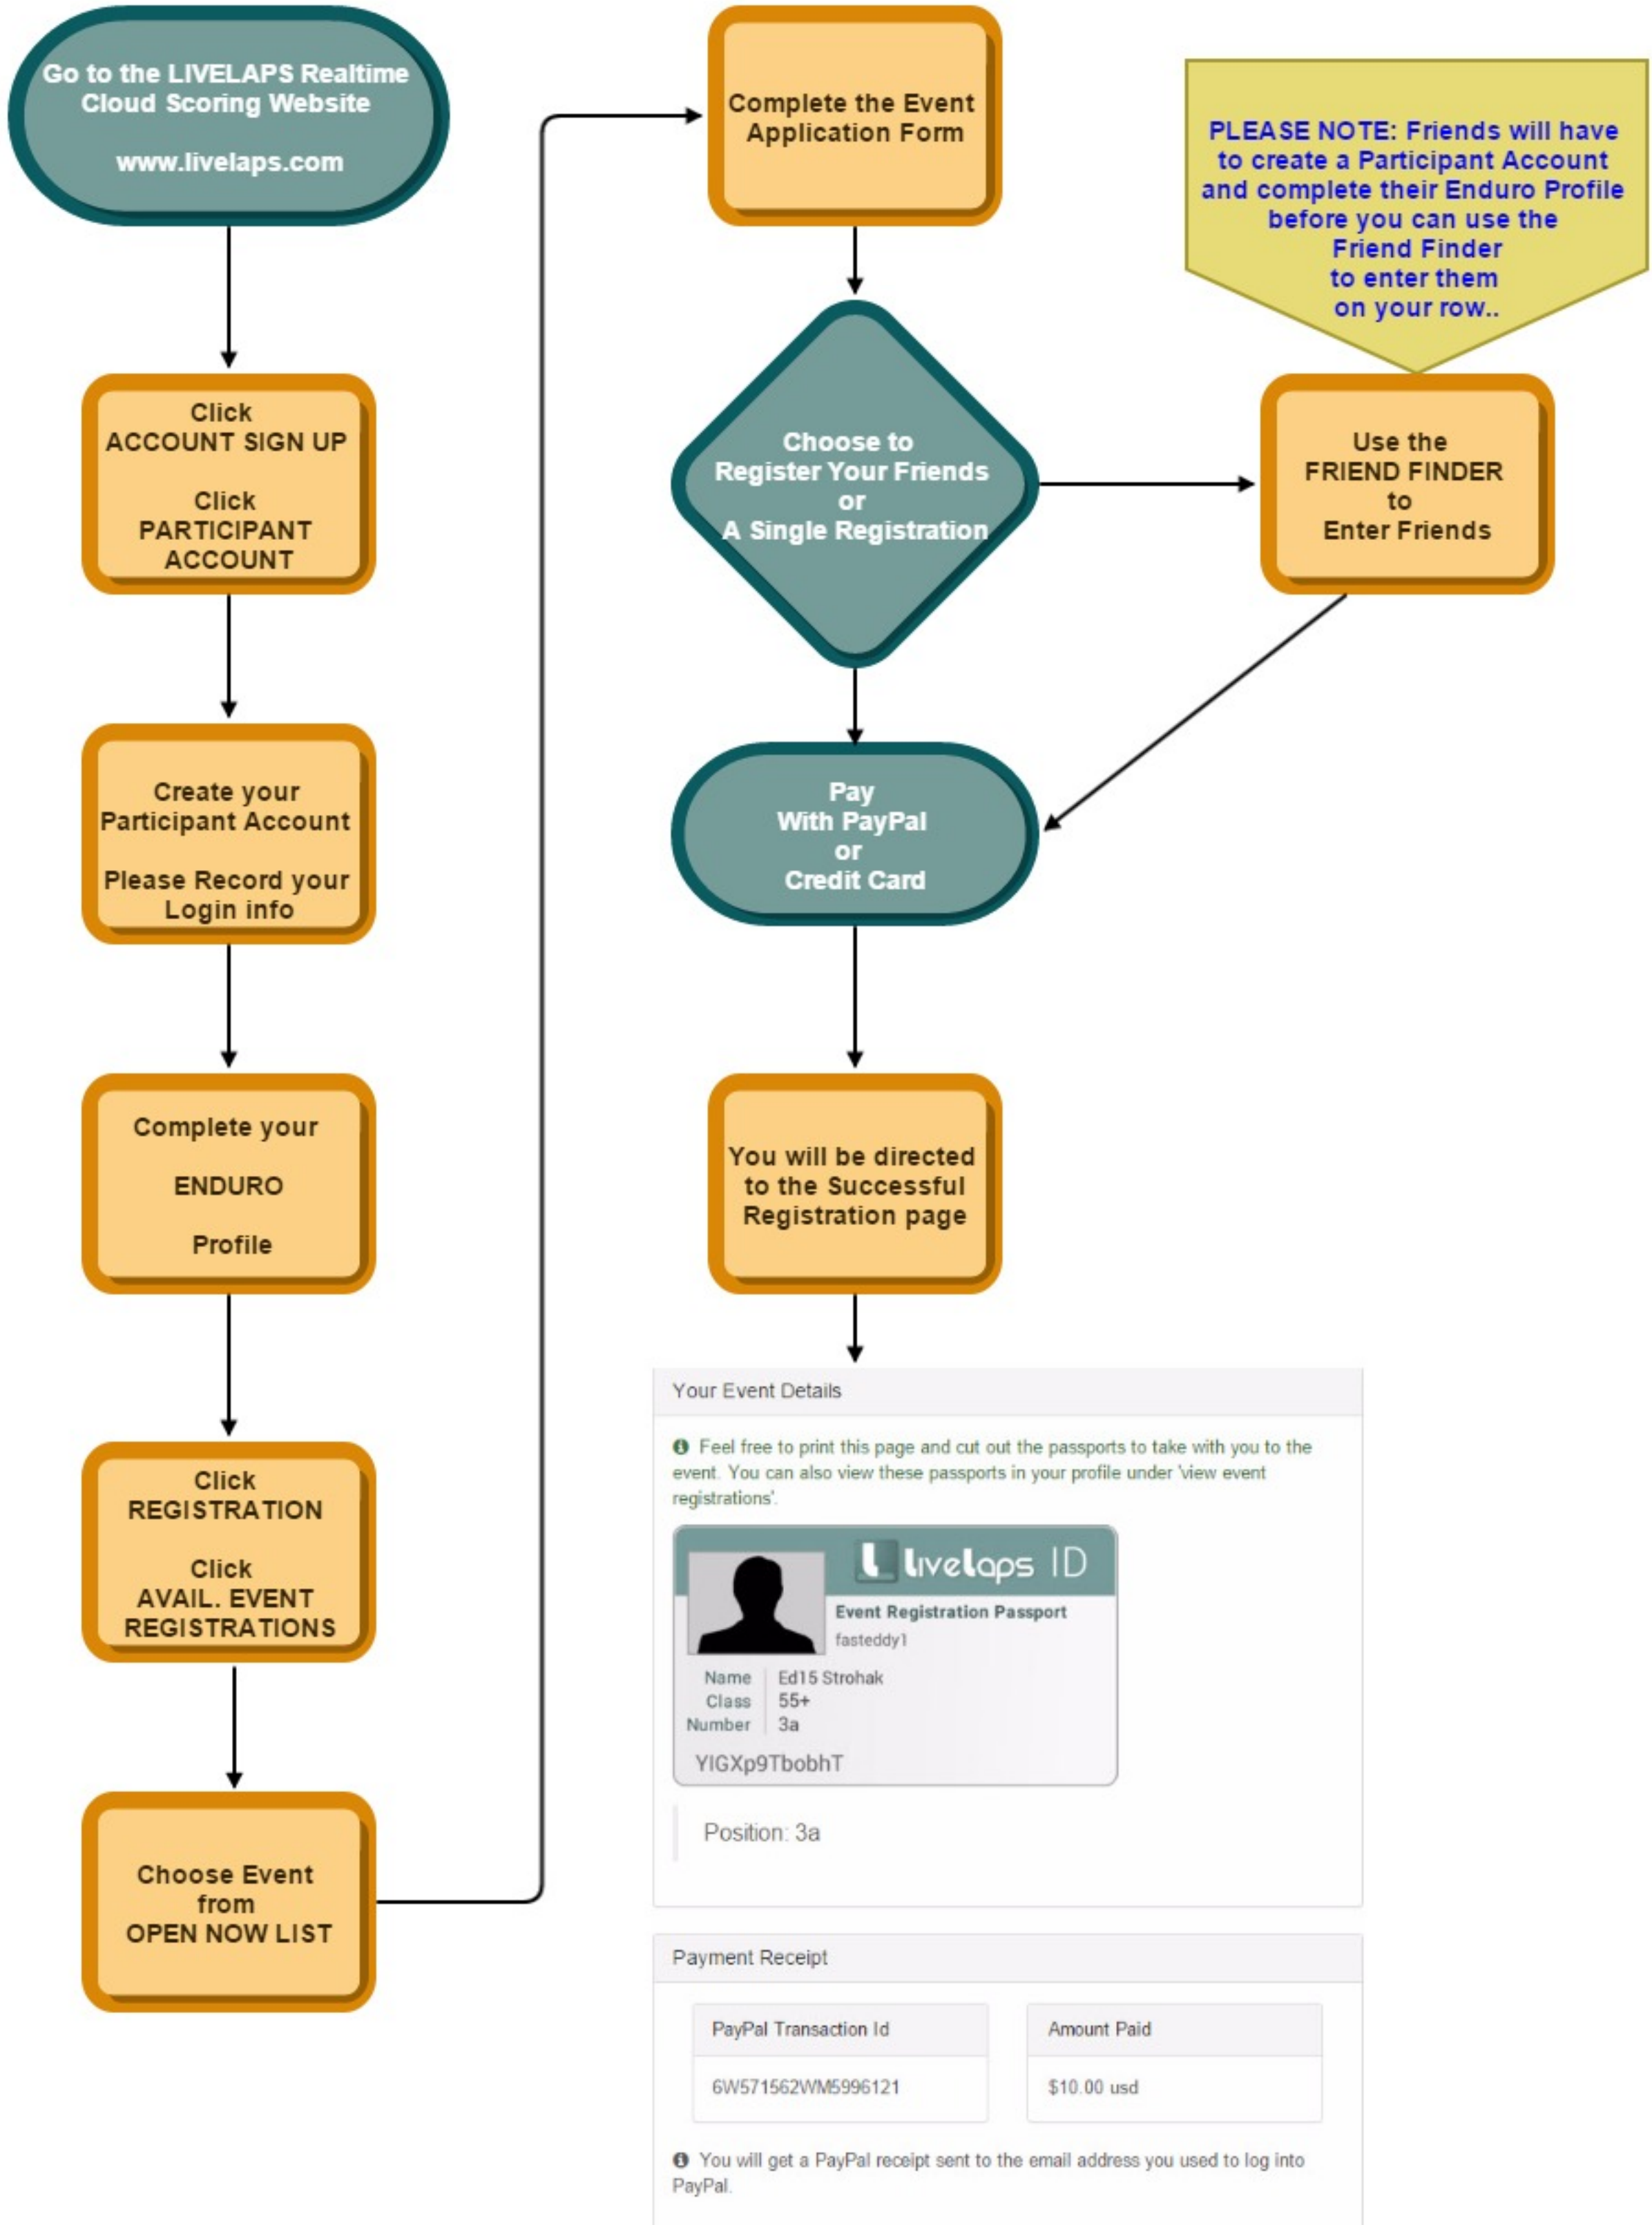 Go to the LIVELAPS Realtime
Cloud Scoring Website
www.livelaps.com
Click
ACCOUNT SIGN UP
Click
PARTICIPANT
ACCOUNT
Create your
Participant Account
Please Record your
Login info
Complete your
ENDURO
Profile
Click
REGISTRATION
Click
AVAIL. EVENT
REGISTRATIONS
Choose Event
from
OPEN NOW LIST
Complete the Event
Application Form
Choose to
Register Your Friends
or
A Single Registration
PLEASE NOTE: Friends will have
to create a Participant Account
and complete their Enduro Profile
before you can use the
Friend Finder
to enter them
on your row..
Use the
FRIEND FINDER
to
Enter Friends
Pay
With PayPal
or
Credit Card
You will be directed
to the Successful
Registration page
Your Event Details
Feel free to print this page and cut out the passports to take with you to the
event. You can also view these passports in your profile under 'view event
registrations'.
livelaps ID
Event Registration Passport
fasteddy1
Name Ed15 Strohak
Class 55+
Number 3a
YIGXp9TbobhT
Position: 3a
Payment Receipt
PayPal Transaction Id
6W571562WM5996121
Amount Paid
$10.00 usd
You will get a PayPal receipt sent to the email address you used to log into
PayPal.